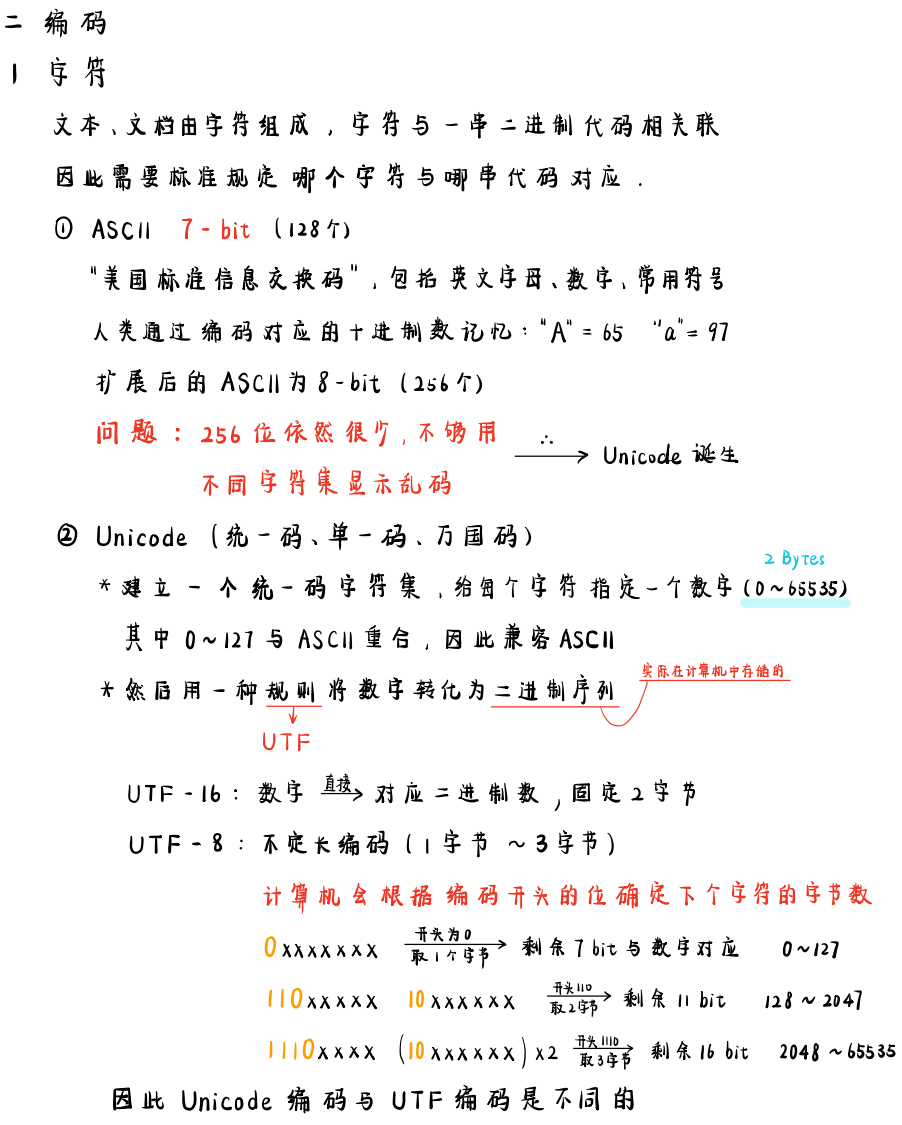 二 编码
1 字符
文本、文档由字符组成，字符与一串二进制代码相关联
因此需要标准规定 哪个字符与哪串代码对应.
① ASCII 7-bit (128个)
"美国标准信息交换码", 包括 英文字母、数字、常用符号
人类通过编码对应的十进制数记忆："A" = 65 "a" = 97
扩展后的 ASCII 为 8-bit (256个)
问题：256位依然很少, 不够用
不同字符集显示乱码
∴ → Unicode 诞生
② Unicode (统一码、单一码、万国码)
2 Bytes
* 建立一个统一码字符集, 给每个字符指定一个数字 (0~65535)
其中 0~127 与 ASCII 重合, 因此兼容 ASCII
实际在计算机中存储的
* 然后用一种规则将数字转化为二进制序列
↓
UTF
UTF-16: 数字 直接→ 对应二进制数, 固定2字节
UTF-8: 不定长编码 (1字节 ~ 3字节)
计算机会根据编码开头的位确定下个字符的字节数
0xxxxxxx 开头为0 取1个字节→ 剩余 7 bit 与数字对应 0~127
110xxxxx 10xxxxxx 开头110 取2字节→ 剩余 11 bit 128~2047
1110xxxx (10xxxxxx)x2 开头1110 取3字节→ 剩余 16 bit 2048~65535
因此 Unicode 编码与 UTF 编码是不同的